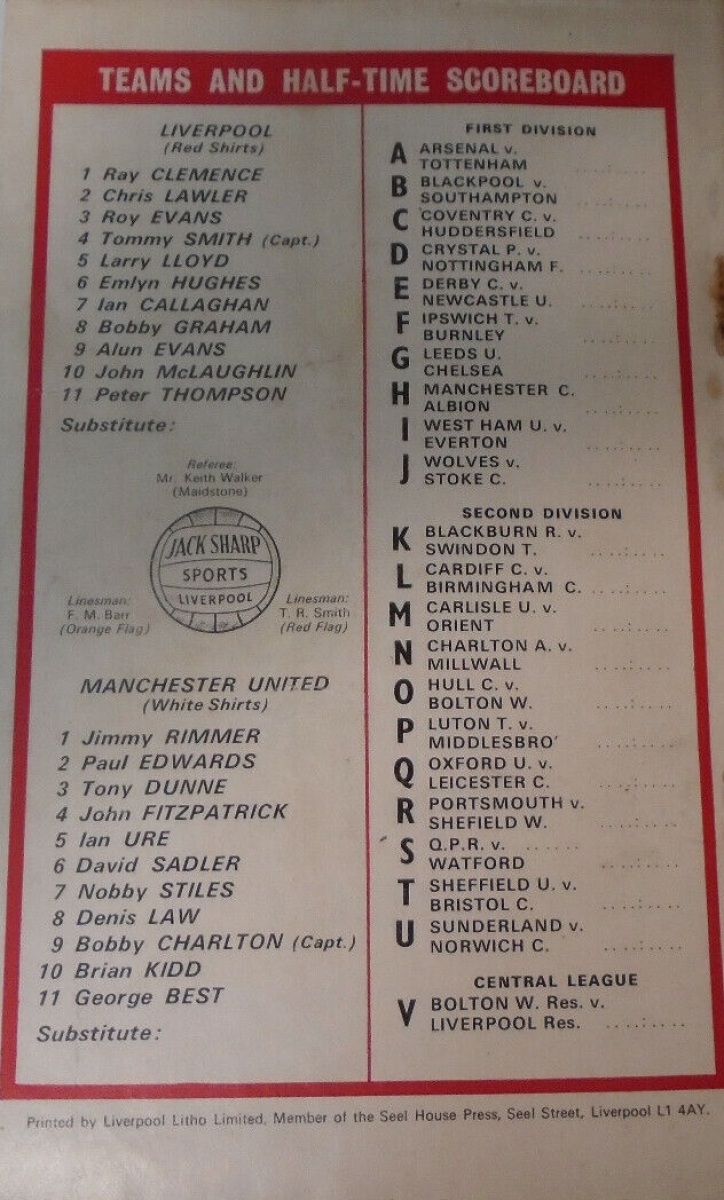 TEAMS AND HALF-TIME SCOREBOARD
LIVERPOOL
(Red Shirts)
1 Ray CLEMENCE
2 Chris LAWLER
3 Roy EVANS
4 Tommy SMITH (Capt.)
5 Larry LLOYD
6 Emlyn HUGHES
7 Ian CALLAGHAN
8 Bobby GRAHAM
9 Alun EVANS
10 John McLAUGHLIN
11 Peter THOMPSON
Substitute:
Referee:
Mr. Keith Walker
(Maidstone)
JACK SHARP
SPORTS
LIVERPOOL
Linesman:
F. M. Barr
(Orange Flag)
Linesman:
T. R. Smith
(Red Flag)
MANCHESTER UNITED
(White Shirts)
1 Jimmy RIMMER
2 Paul EDWARDS
3 Tony DUNNE
4 John FITZPATRICK
5 Ian URE
6 David SADLER
7 Nobby STILES
8 Denis LAW
9 Bobby CHARLTON (Capt.)
10 Brian KIDD
11 George BEST
Substitute:
FIRST DIVISION
A ARSENAL v.
TOTTENHAM
B BLACKPOOL v.
SOUTHAMPTON
C COVENTRY C. v.
HUDDERSFIELD
D CRYSTAL P. v.
NOTTINGHAM F.
E DERBY C. v.
NEWCASTLE U.
F IPSWICH T. v.
BURNLEY
G LEEDS U.
CHELSEA
H MANCHESTER C.
ALBION
I WEST HAM U. v.
EVERTON
J WOLVES v.
STOKE C.
SECOND DIVISION
K BLACKBURN R. v.
SWINDON T.
L CARDIFF C. v.
BIRMINGHAM C.
M CARLISLE U. v.
ORIENT
N CHARLTON A. v.
MILLWALL
O HULL C. v.
BOLTON W.
P LUTON T. v.
MIDDLESBRO'
Q OXFORD U. v.
LEICESTER C.
R PORTSMOUTH v.
SHEFIELD W.
S Q.P.R. v.
WATFORD
T SHEFFIELD U. v.
BRISTOL C.
U SUNDERLAND v.
NORWICH C.
CENTRAL LEAGUE
V BOLTON W. Res. v.
LIVERPOOL Res.
Printed by Liverpool Litho Limited, Member of the Seel House Press, Seel Street, Liverpool L1 4AY.